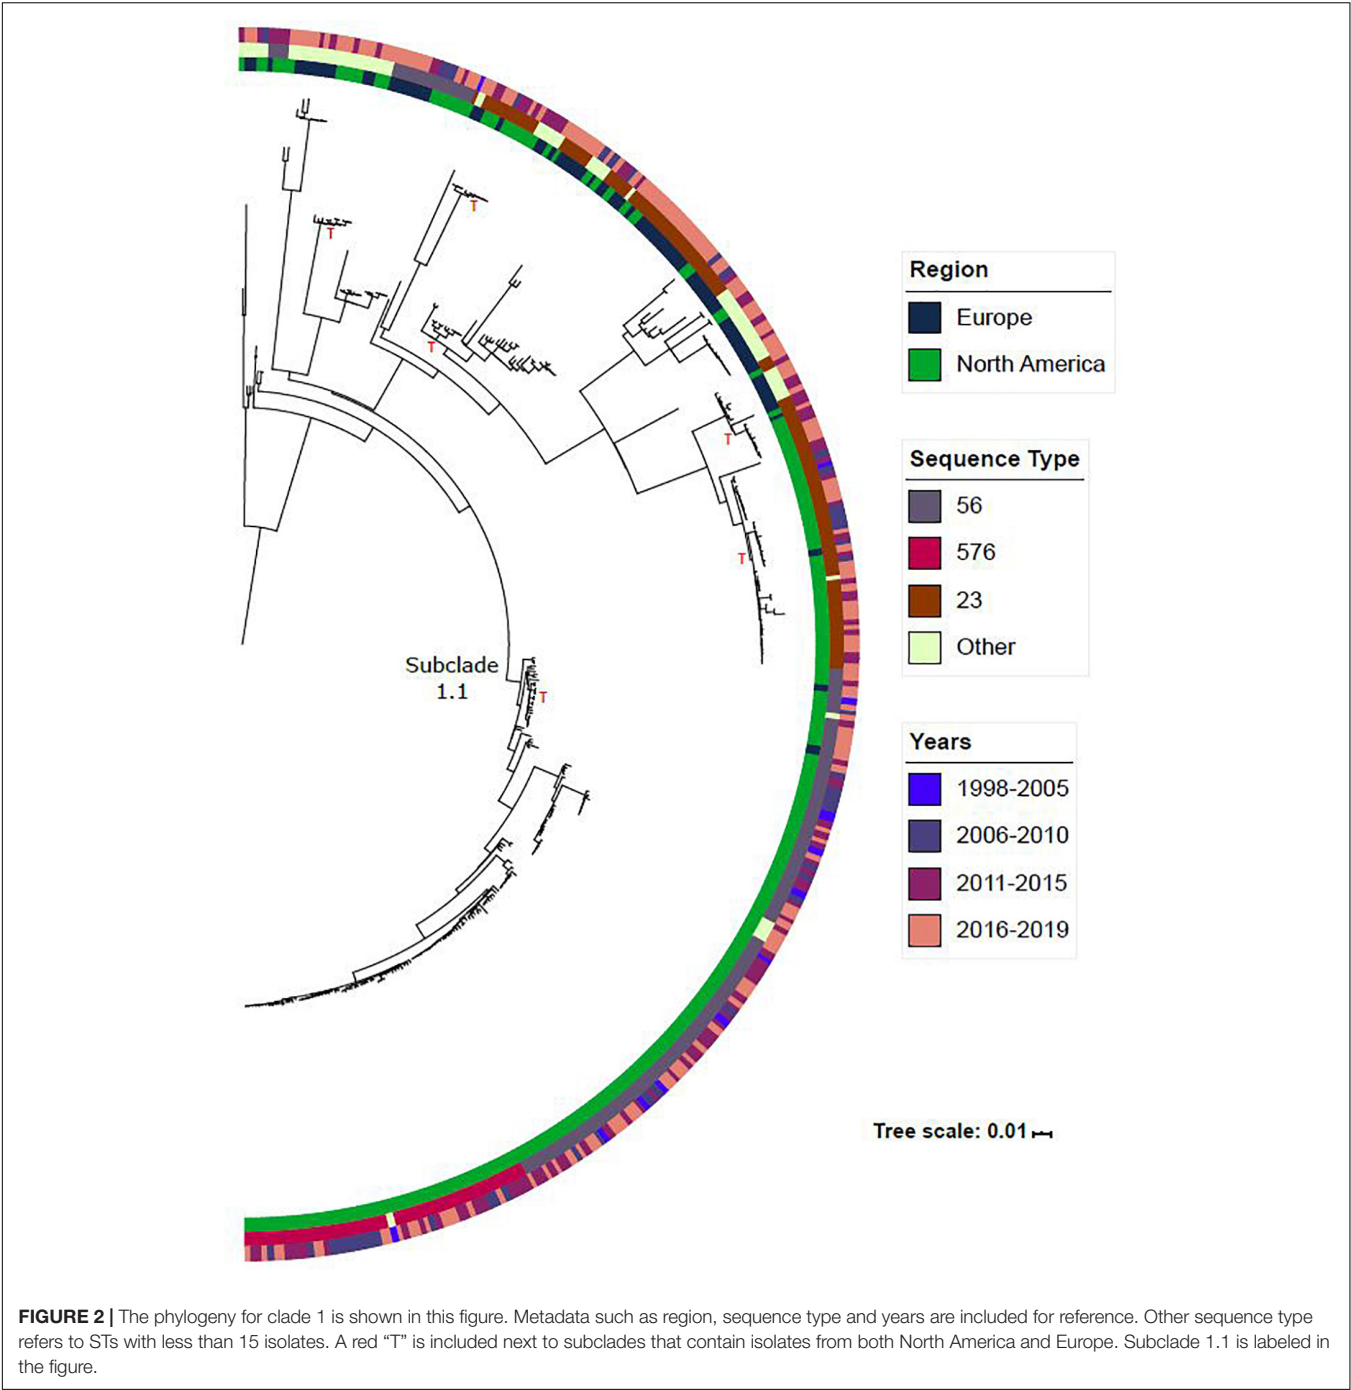 T
T
T
T
T
Subclade
1.1
T
Region
Europe
North America
Sequence Type
56
576
23
Other
Years
1998-2005
2006-2010
2011-2015
2016-2019
Tree scale: 0.01
FIGURE 2 | The phylogeny for clade 1 is shown in this figure. Metadata such as region, sequence type and years are included for reference. Other sequence type
refers to STs with less than 15 isolates. A red “T” is included next to subclades that contain isolates from both North America and Europe. Subclade 1.1 is labeled in
the figure.